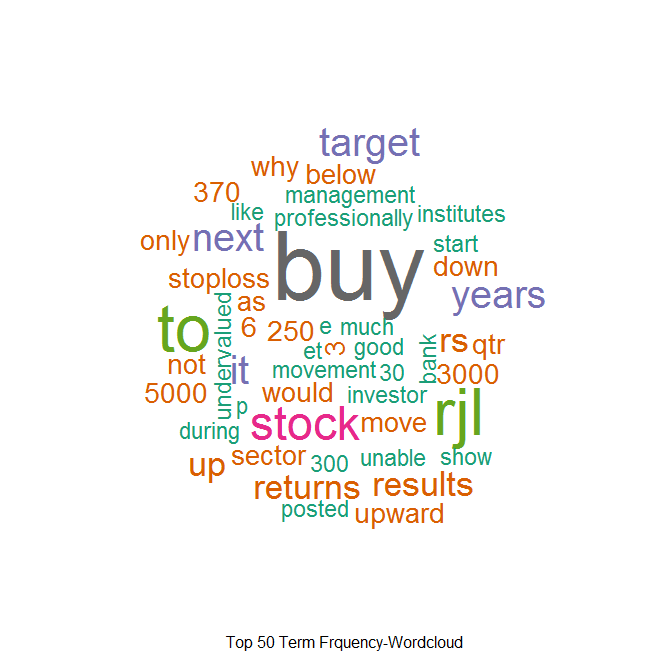 target
why
below
370
management
like
professionally
institutes
only
next
buy
start
down
stoploss
years
as
undervalued
to
6
250
e
much
et
3
good
bank
rs
qtr
not
it
movement
30
3000
5000
would
investor
p
rjl
during
stock
move
up
sector
300
unable
show
returns
results
posted
upward
Top 50 Term Frquency-Wordcloud